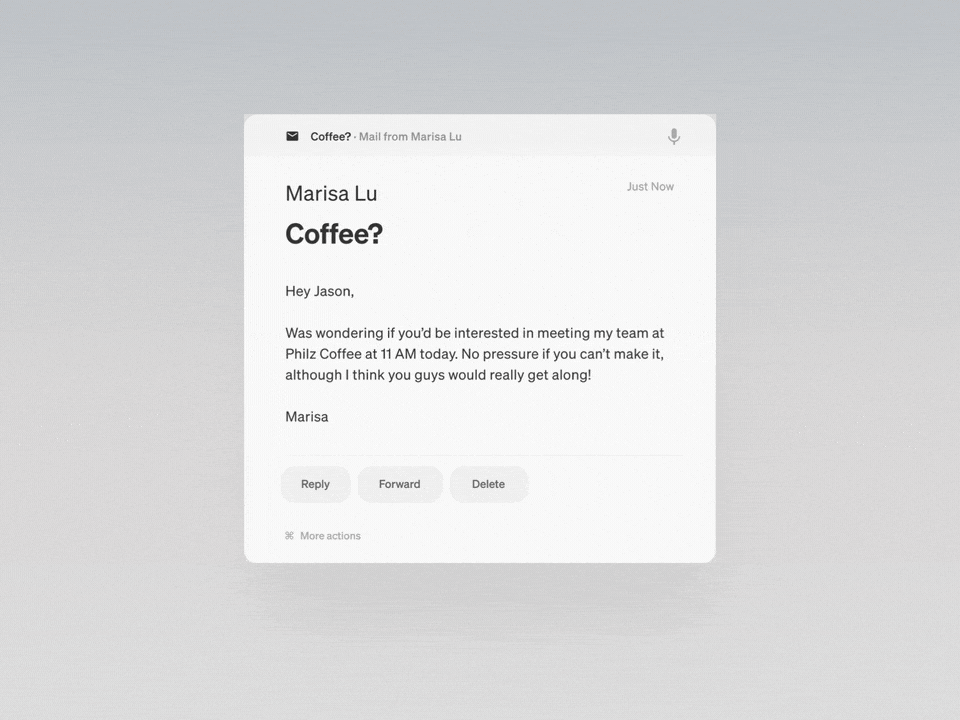 Coffee? · Mail from Marisa Lu
Marisa Lu
Just Now
Coffee?
Hey Jason,
Was wondering if you’d be interested in meeting my team at
Philz Coffee at 11 AM today. No pressure if you can’t make it,
although I think you guys would really get along!
Marisa
Reply Forward Delete
⌘ More actions